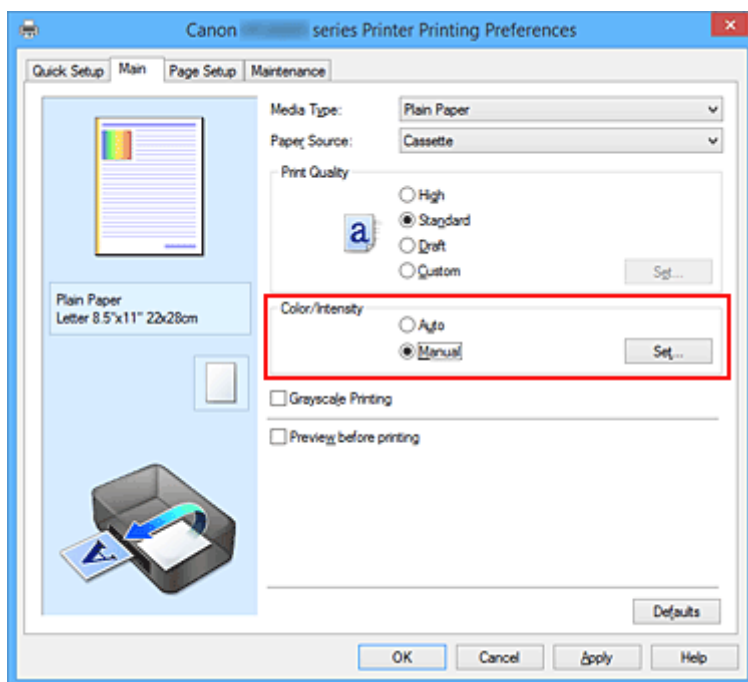 Canon series Printer Printing Preferences
Quick Setup Main Page Setup Maintenance
Media Type: Plain Paper
Paper Source: Cassette
Print Quality
High
a Standard
Draft
Custom Set...
Plain Paper
Letter 8.5"x11" 22x28cm
Color/Intensity
Auto
Manual Set...
Grayscale Printing
Preview before printing
A
Defaults
OK Cancel Apply Help